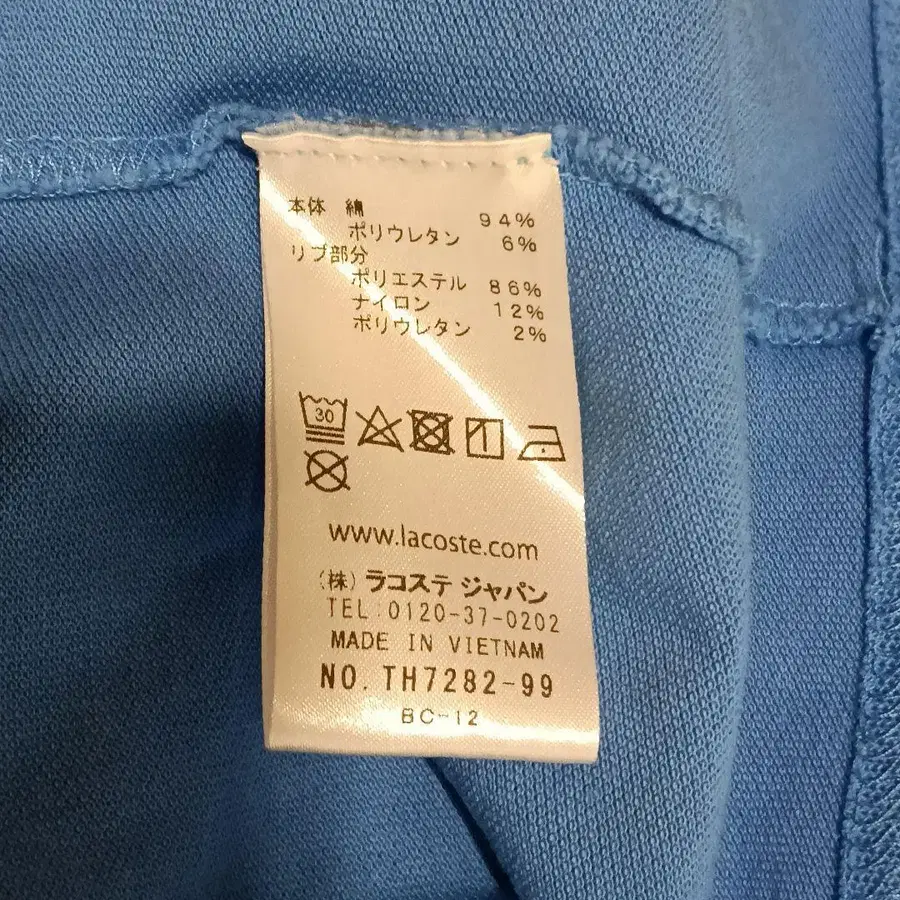 本体 綿 94%
ポリウレタン 6%
リブ部分
ポリエステル 86%
ナイロン 12%
ポリウレタン 2%
30
www.lacoste.com
(株) ラコステ ジャパン
TEL:0120-37-0202
MADE IN VIETNAM
NO. TH7282-99
BC-12